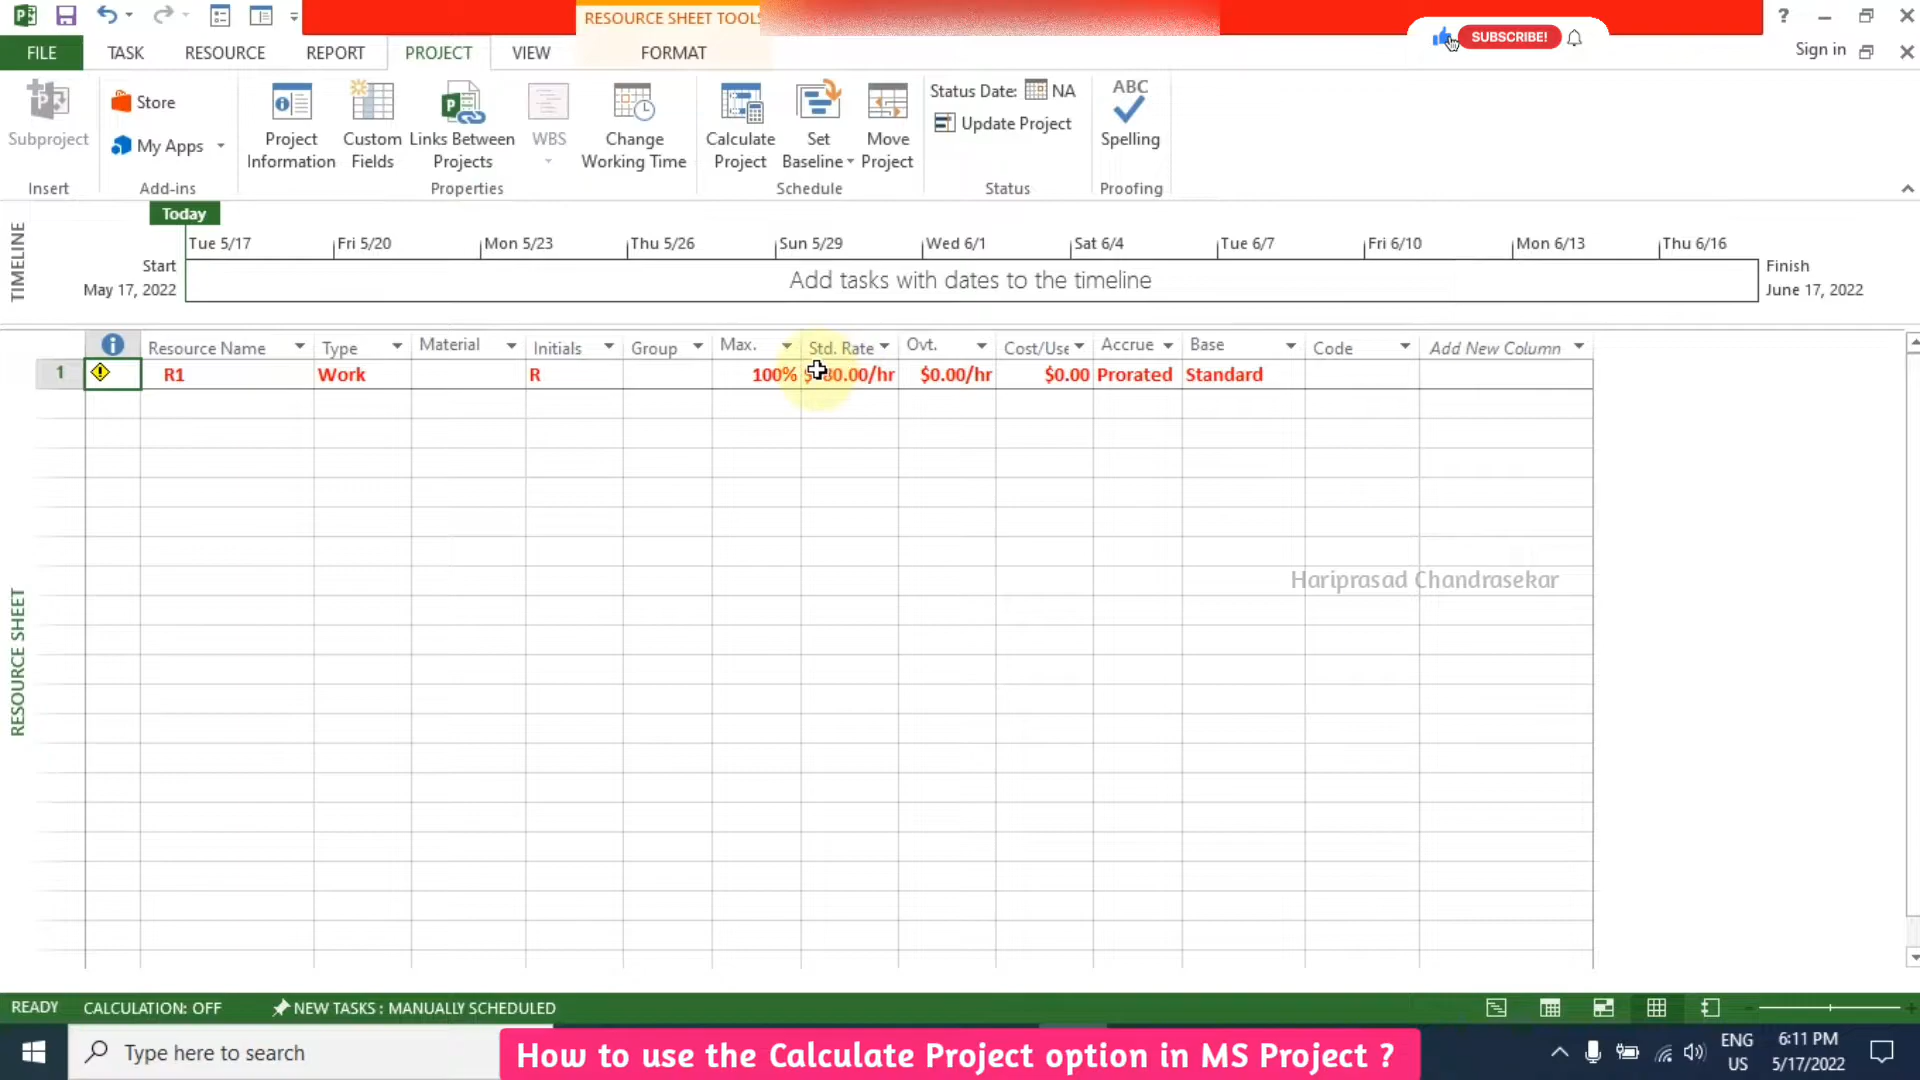 RESOURCE SHEET TOOLS
?
SUBSCRIBE!
FILE TASK RESOURCE REPORT PROJECT VIEW FORMAT Sign in
Subproject
Store
My Apps
Project Information
Custom Fields
Links Between Projects
WBS
Change Working Time
Calculate Project
Set Baseline
Move Project
Status Date: NA
Update Project
ABC
Spelling
Insert Add-ins Properties Schedule Status Proofing
TIMELINE
Today
Tue 5/17 Fri 5/20 Mon 5/23 Thu 5/26 Sun 5/29 Wed 6/1 Sat 6/4 Tue 6/7 Fri 6/10 Mon 6/13 Thu 6/16
Start
May 17, 2022
Add tasks with dates to the timeline
Finish
June 17, 2022
Resource Name Type Material Initials Group Max. Std. Rate Ovt. Cost/Use Accrue Base Code Add New Column
1 R1 Work R 100% $0.00/hr $0.00 Prorated Standard
Hariprasad Chandrasekar
RESOURCE SHEET
READY CALCULATION: OFF NEW TASKS : MANUALLY SCHEDULED
Type here to search
How to use the Calculate Project option in MS Project ?
ENG
US
6:11 PM
5/17/2022